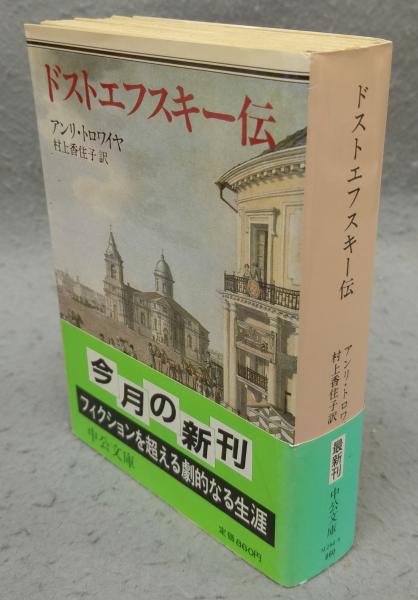 ドストエフスキー伝
アンリ・トロワイヤ
村上香住子 訳
今月の新刊
フィクションを超える劇的なる生涯
中公文庫
定価860円
ドストエフスキー伝
アンリ・トロワ
村上香住子訳
最新刊
中公文庫
860